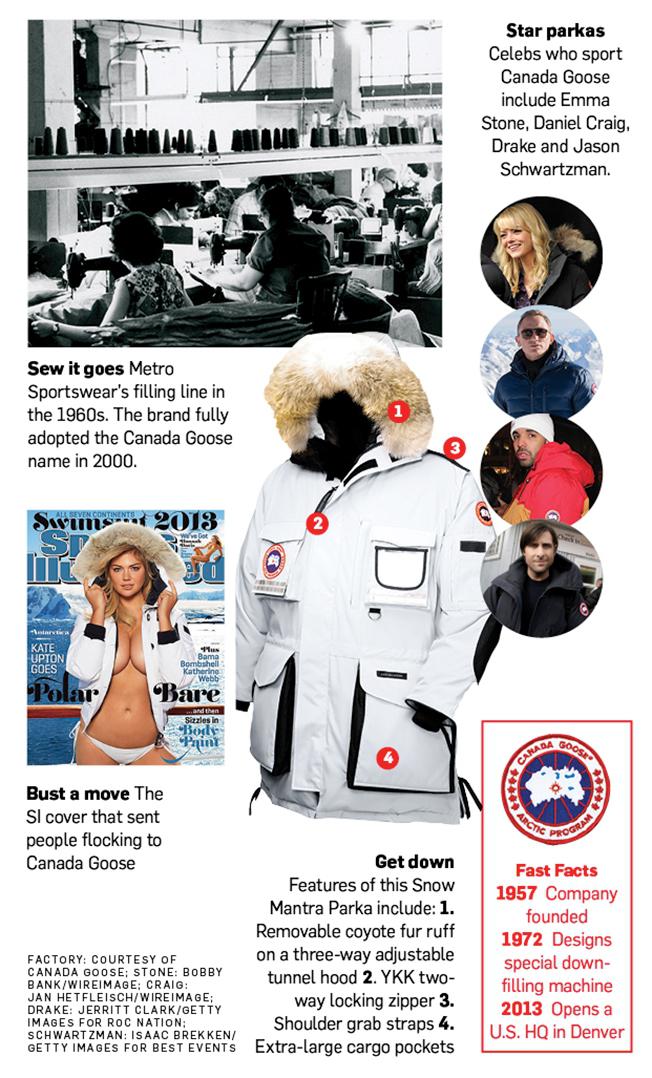 Star parkas
Celebs who sport
Canada Goose
include Emma
Stone, Daniel Craig,
Drake and Jason
Schwartzman.
Sew it goes Metro
Sportswear's filling line in
the 1960s. The brand fully
adopted the Canada Goose
name in 2000.
1
3
2
4
ALL SEVEN CONTINENTS
Swimsuit 2013
Sports
Illustrated
We've Got
Antarctica
KATE
UPTON
GOES
Polar Bare
Plus
Bama
Bombshell
Katherine
Webb
...and then
Sizzles in
Body
Paint
Bust a move The
SI cover that sent
people flocking to
Canada Goose
Get down
Features of this Snow
Mantra Parka include: 1.
Removable coyote fur ruff
on a three-way adjustable
tunnel hood 2. YKK two-
way locking zipper 3.
Shoulder grab straps 4.
Extra-large cargo pockets
CANADA GOOSE
ARCTIC PROGRAM
Fast Facts
1957 Company
founded
1972 Designs
special down-
filling machine
2013 Opens a
U.S. HQ in Denver
FACTORY: COURTESY OF
CANADA GOOSE; STONE: BOBBY
BANK/WIREIMAGE; CRAIG:
JAN HETFLEISCH/WIREIMAGE;
DRAKE: JERRITT CLARK/GETTY
IMAGES FOR ROC NATION;
SCHWARTZMAN: ISAAC BREKKEN/
GETTY IMAGES FOR BEST EVENTS